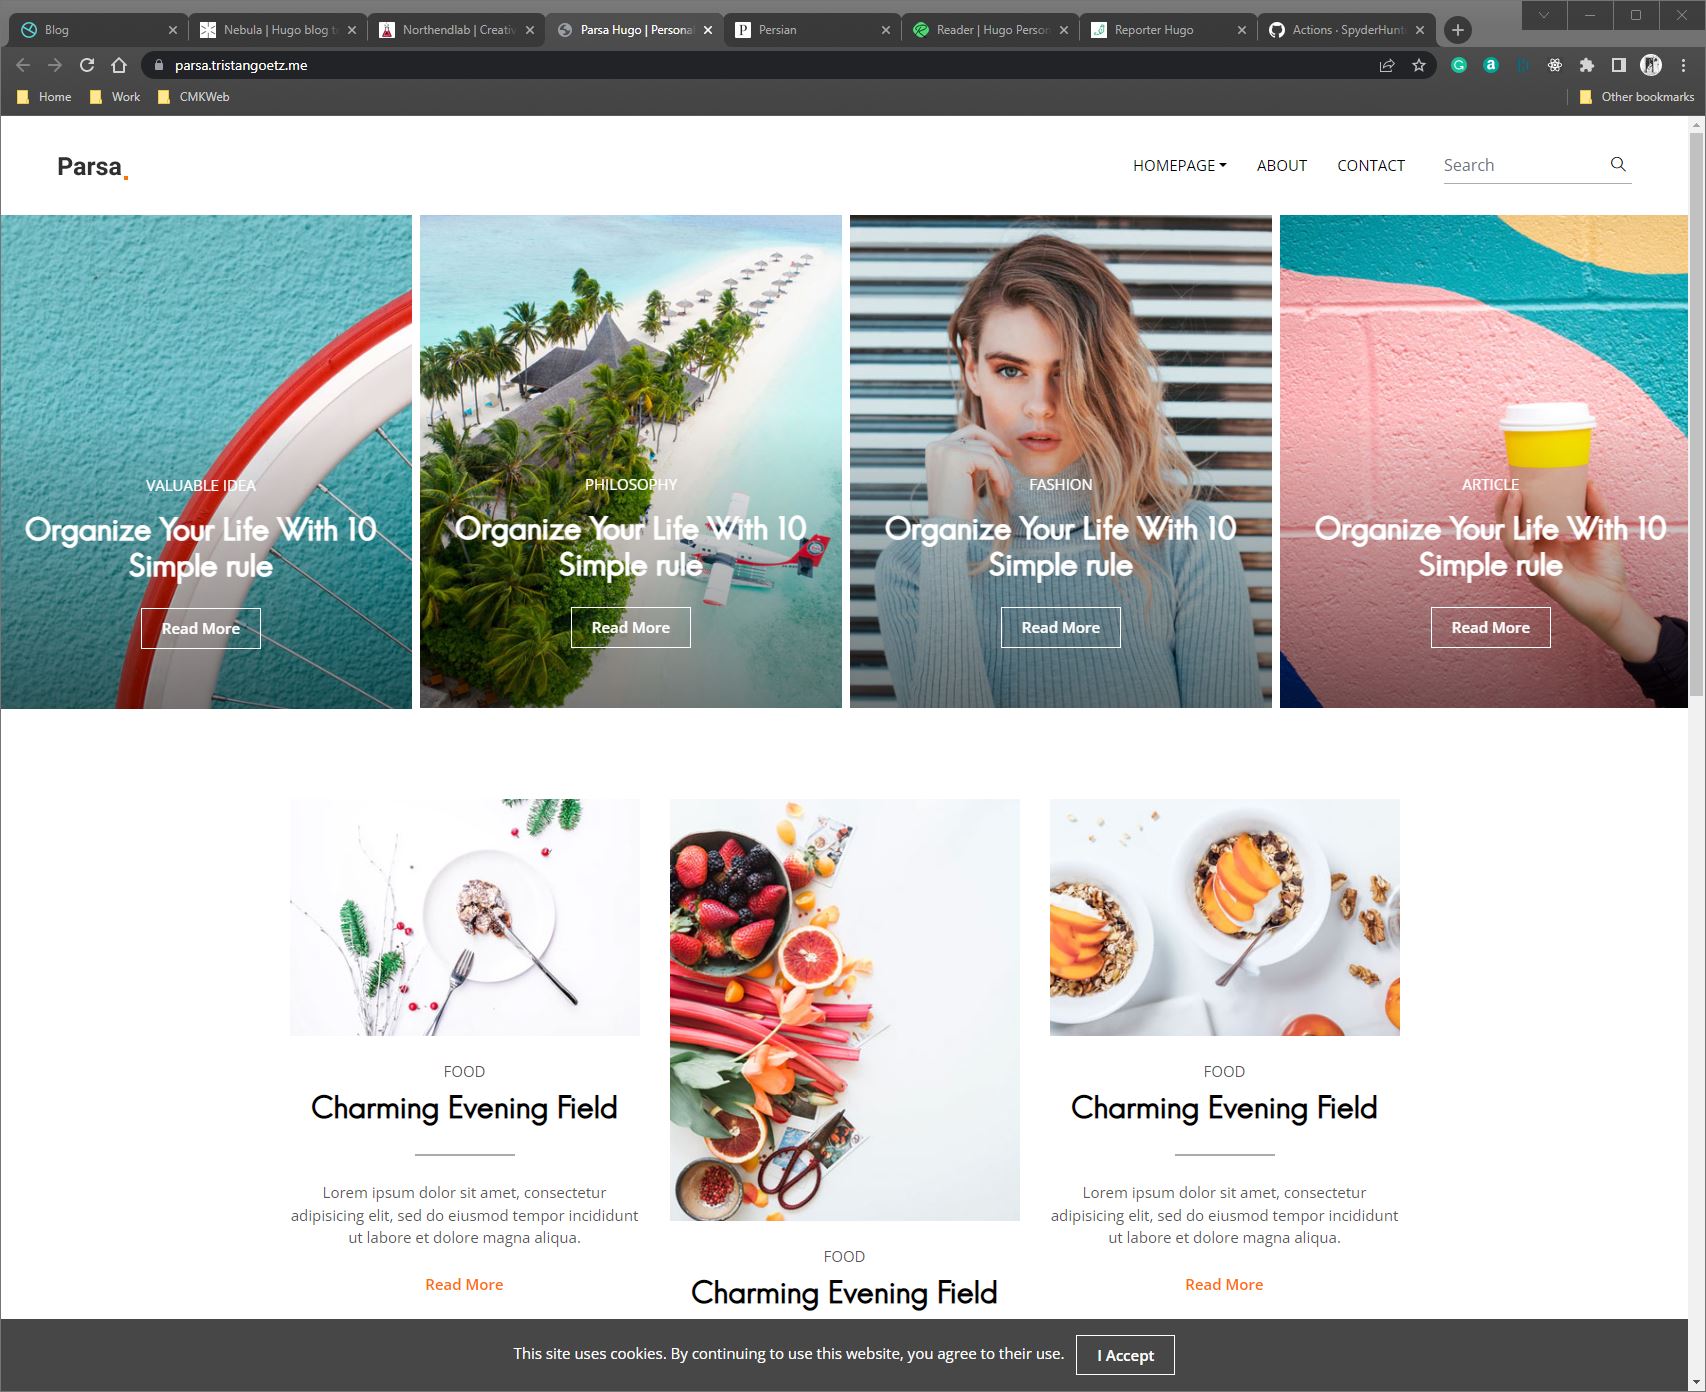 Blog
Nebula | Hugo blog t
Northendlab | Creativ
Parsa Hugo | Persona
Persian
Reader | Hugo Person
Reporter Hugo
Actions · SpyderHunt
parsa.tristangoetz.me
Home
Work
CMKWeb
Other bookmarks
Parsa.
HOMEPAGE
ABOUT
CONTACT
Search
VALUABLE IDEA
Organize Your Life With 10
Simple rule
Read More
PHILOSOPHY
Organize Your Life With 10
Simple rule
Read More
FASHION
Organize Your Life With 10
Simple rule
Read More
ARTICLE
Organize Your Life With 10
Simple rule
Read More
FOOD
Charming Evening Field
Lorem ipsum dolor sit amet, consectetur
adipisicing elit, sed do eiusmod tempor incididunt
ut labore et dolore magna aliqua.
Read More
FOOD
Charming Evening Field
FOOD
Charming Evening Field
Lorem ipsum dolor sit amet, consectetur
adipisicing elit, sed do eiusmod tempor incididunt
ut labore et dolore magna aliqua.
Read More
This site uses cookies. By continuing to use this website, you agree to their use.
I Accept